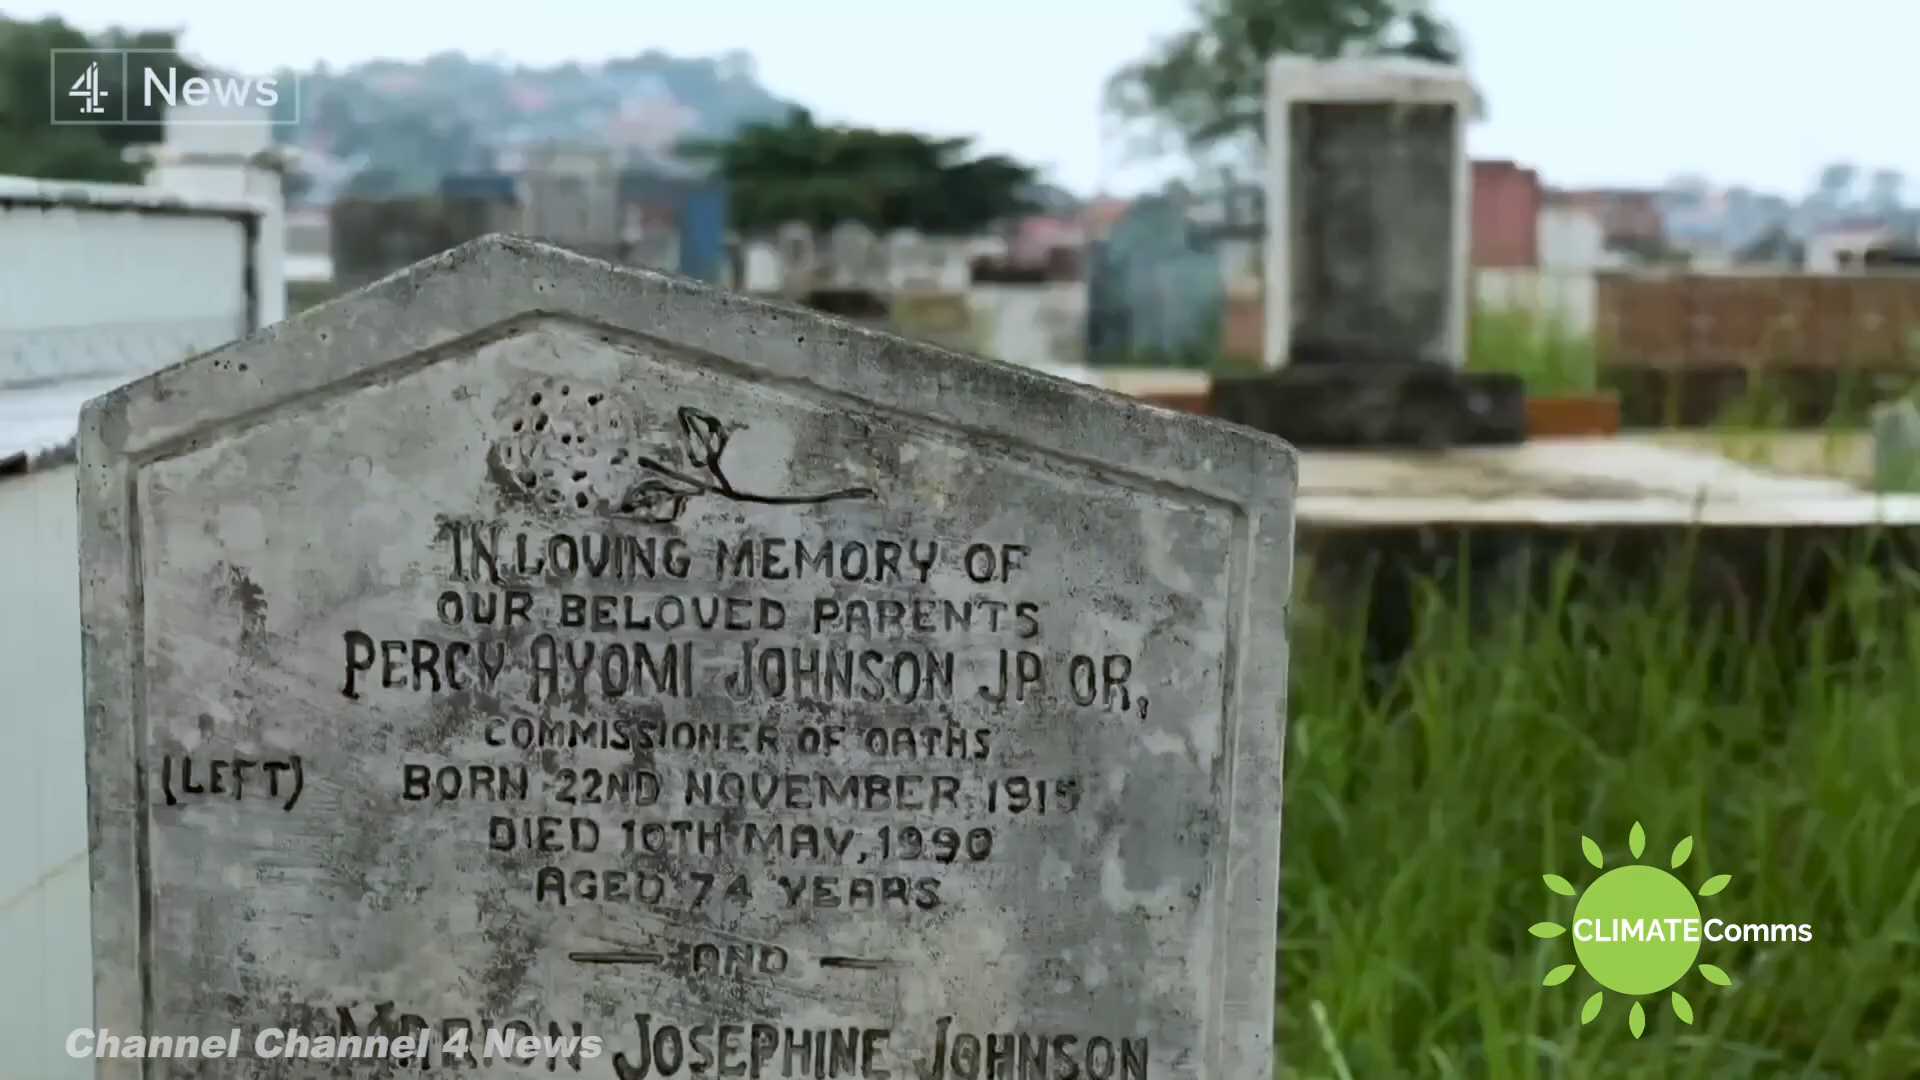 4 News
IN LOVING MEMORY OF
OUR BELOVED PARENTS
PERCY AYOMI JOHNSON JP. OR,
COMMISSIONER OF OATHS
(LEFT) BORN 22ND NOVEMBER 1915
DIED 10TH MAY, 1990
AGED 74 YEARS
— AND —
MARION JOSEPHINE JOHNSON
CLIMATE Comms
Channel Channel 4 News